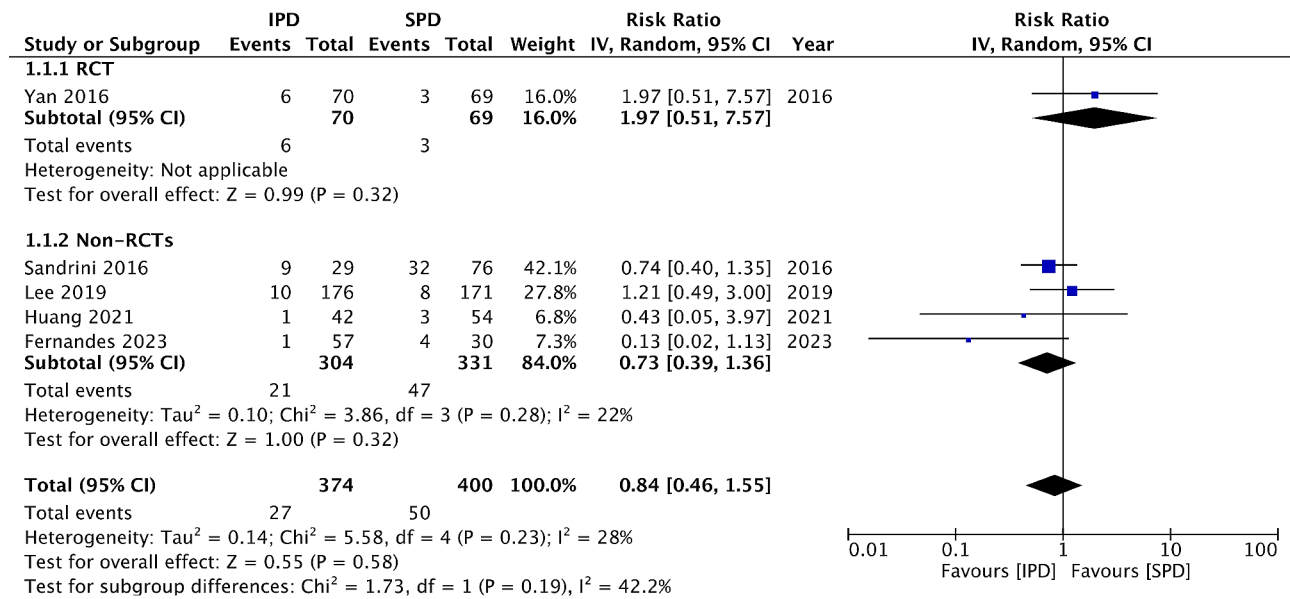 IPD SPD Risk Ratio Risk Ratio
Study or Subgroup Events Total Events Total Weight IV, Random, 95% CI Year IV, Random, 95% CI
1.1.1 RCT
Yan 2016 6 70 3 69 16.0% 1.97 [0.51, 7.57] 2016
Subtotal (95% CI) 70 69 16.0% 1.97 [0.51, 7.57]
Total events 6 3
Heterogeneity: Not applicable
Test for overall effect: Z = 0.99 (P = 0.32)
1.1.2 Non-RCTs
Sandrini 2016 9 29 32 76 42.1% 0.74 [0.40, 1.35] 2016
Lee 2019 10 176 8 171 27.8% 1.21 [0.49, 3.00] 2019
Huang 2021 1 42 3 54 6.8% 0.43 [0.05, 3.97] 2021
Fernandes 2023 1 57 4 30 7.3% 0.13 [0.02, 1.13] 2023
Subtotal (95% CI) 304 331 84.0% 0.73 [0.39, 1.36]
Total events 21 47
Heterogeneity: Tau² = 0.10; Chi² = 3.86, df = 3 (P = 0.28); I² = 22%
Test for overall effect: Z = 1.00 (P = 0.32)
Total (95% CI) 374 400 100.0% 0.84 [0.46, 1.55]
Total events 27 50
Heterogeneity: Tau² = 0.14; Chi² = 5.58, df = 4 (P = 0.23); I² = 28%
Test for overall effect: Z = 0.55 (P = 0.58)
Test for subgroup differences: Chi² = 1.73, df = 1 (P = 0.19), I² = 42.2%
0.01 0.1 1 10 100
Favours [IPD] Favours [SPD]